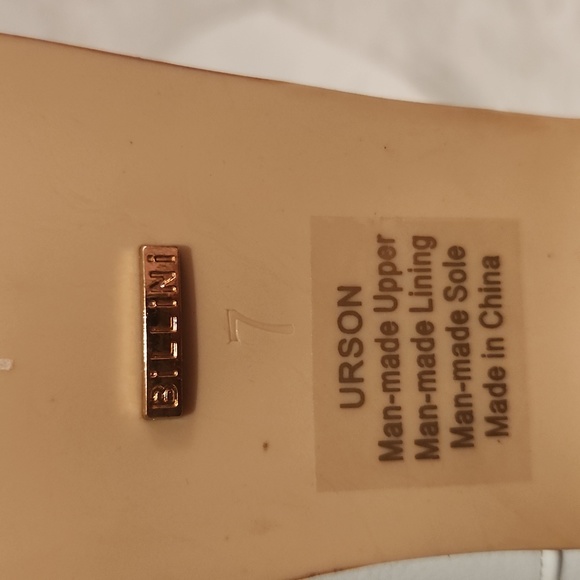 BiLLiNi
7
URSON
Man-made Upper
Man-made Lining
Man-made Sole
Made in China